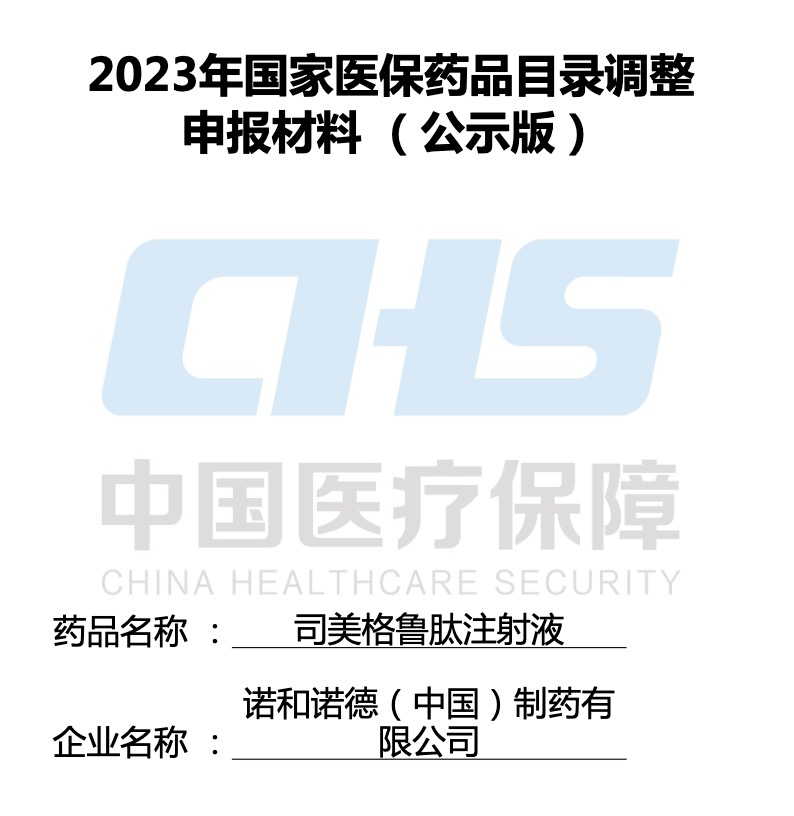 2023年国家医保药品目录调整
申报材料 （ 公示版 ）
CHS
中国医疗保障
CHINA HEALTHCARE SECURITY
药品名称 ： 司美格鲁肽注射液
诺和诺德（中国）制药有
企业名称 ： 限公司